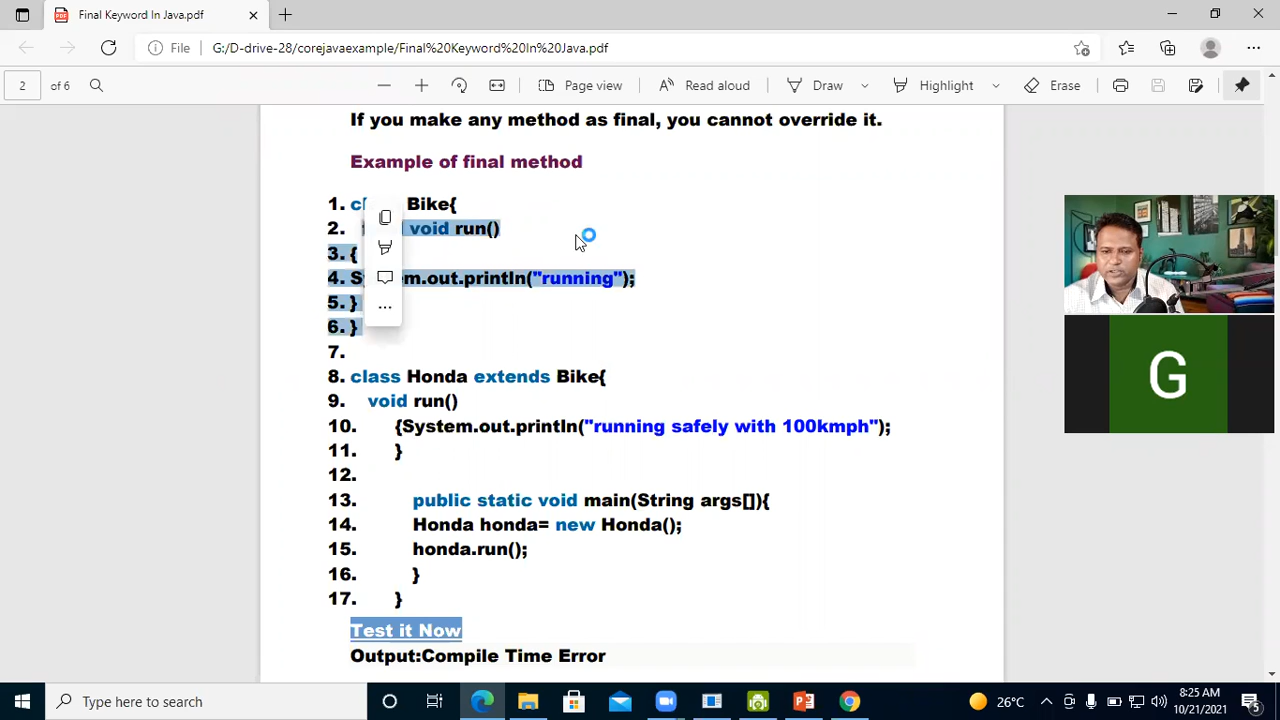 Final Keyword In Java.pdf
File G:/D-drive-28/corejavaexample/Final%20Keyword%20In%20Java.pdf
2 of 6 Page view Read aloud Draw Highlight Erase
If you make any method as final, you cannot override it.
Example of final method
1. Bike{
2. void run()
3. {
4. System.out.println("running");
5. }
6. }
7.
8. class Honda extends Bike{
9. void run()
10. {System.out.println("running safely with 100kmph");
11. }
12.
13. public static void main(String args[]){
14. Honda honda= new Honda();
15. honda.run();
16. }
17. }
Test it Now
Output:Compile Time Error
G
Type here to search
26°C
8:25 AM
10/21/2021
5